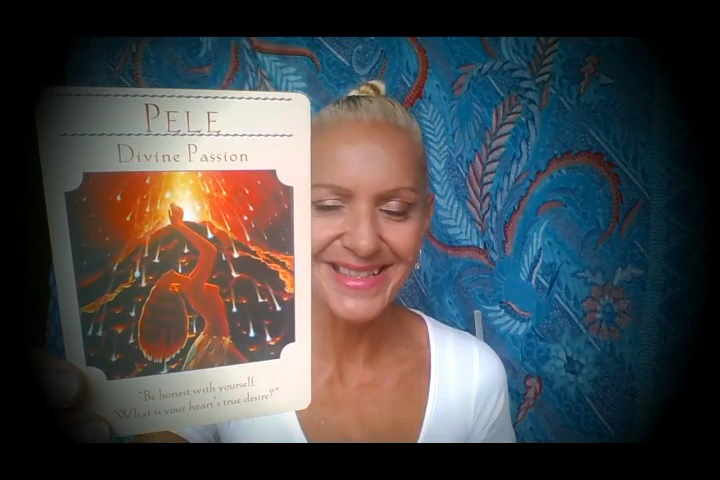 PELE
Divine Passion
"Be honest with yourself.
What is your heart's true desire?"